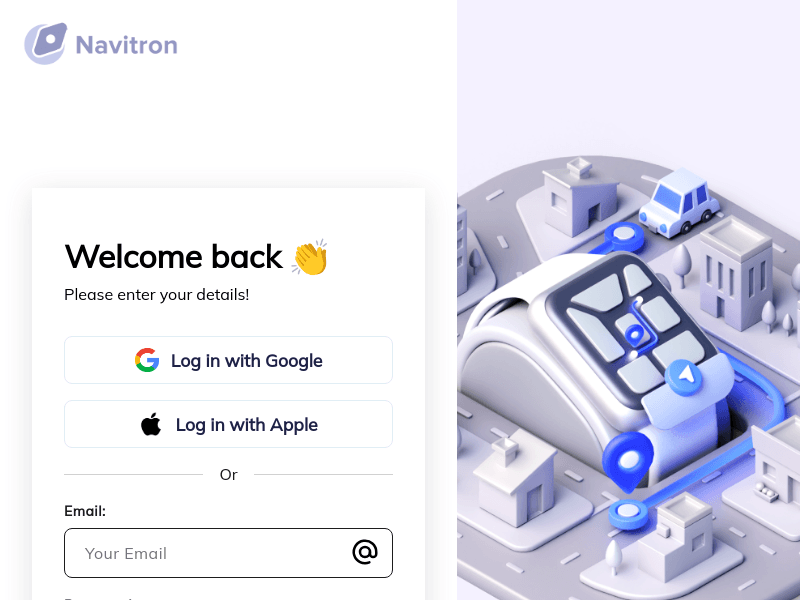 Navitron
Welcome back 👏
Please enter your details!
Log in with Google
Log in with Apple
Or
Email:
Your Email